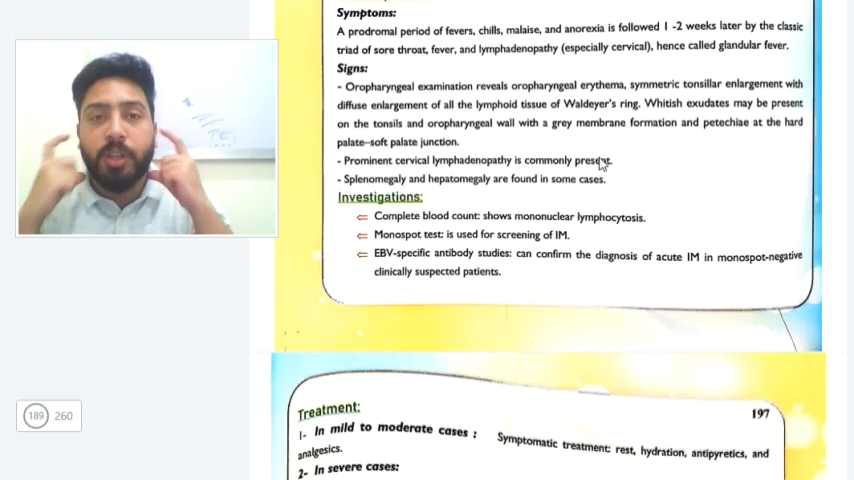 Symptoms:
A prodromal period of fevers, chills, malaise, and anorexia is followed 1 -2 weeks later by the classic
triad of sore throat, fever, and lymphadenopathy (especially cervical), hence called glandular fever.
Signs:
- Oropharyngeal examination reveals oropharyngeal erythema, symmetric tonsillar enlargement with
diffuse enlargement of all the lymphoid tissue of Waldeyer's ring. Whitish exudates may be present
on the tonsils and oropharyngeal wall with a grey membrane formation and petechiae at the hard
palate–soft palate junction.
- Prominent cervical lymphadenopathy is commonly present.
- Splenomegaly and hepatomegaly are found in some cases.
Investigations:
⇐ Complete blood count: shows mononuclear lymphocytosis.
⇐ Monospot test: is used for screening of IM.
⇐ EBV-specific antibody studies: can confirm the diagnosis of acute IM in monospot-negative
clinically suspected patients.
189 260
197
Treatment:
1- In mild to moderate cases : Symptomatic treatment: rest, hydration, antipyretics, and
analgesics.
2- In severe cases: